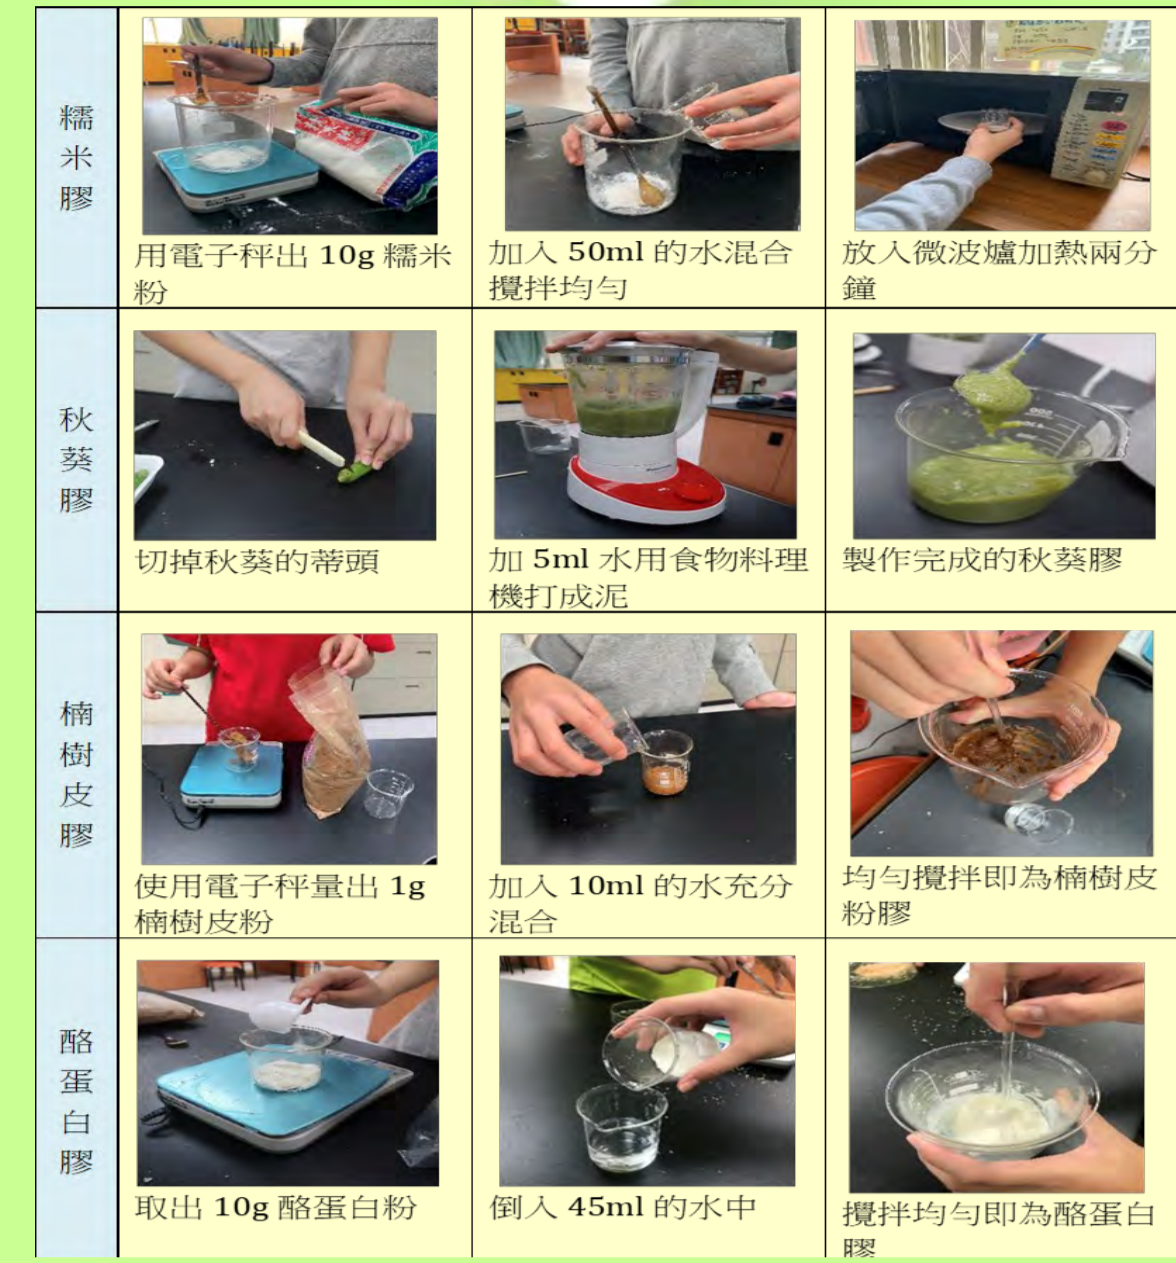 糯
米
膠
用電子秤出 10g 糯米
粉
加入 50ml 的水混合
攪拌均勻
放入微波爐加熱兩分
鐘
秋
葵
膠
切掉秋葵的蒂頭
加 5ml 水用食物料理
機打成泥
製作完成的秋葵膠
楠
樹
皮
膠
使用電子秤量出 1g
楠樹皮粉
加入 10ml 的水充分
混合
均勻攪拌即為楠樹皮
粉膠
酪
蛋
白
膠
取出 10g 酪蛋白粉
倒入 45ml 的水中
攪拌均勻即為酪蛋白
膠